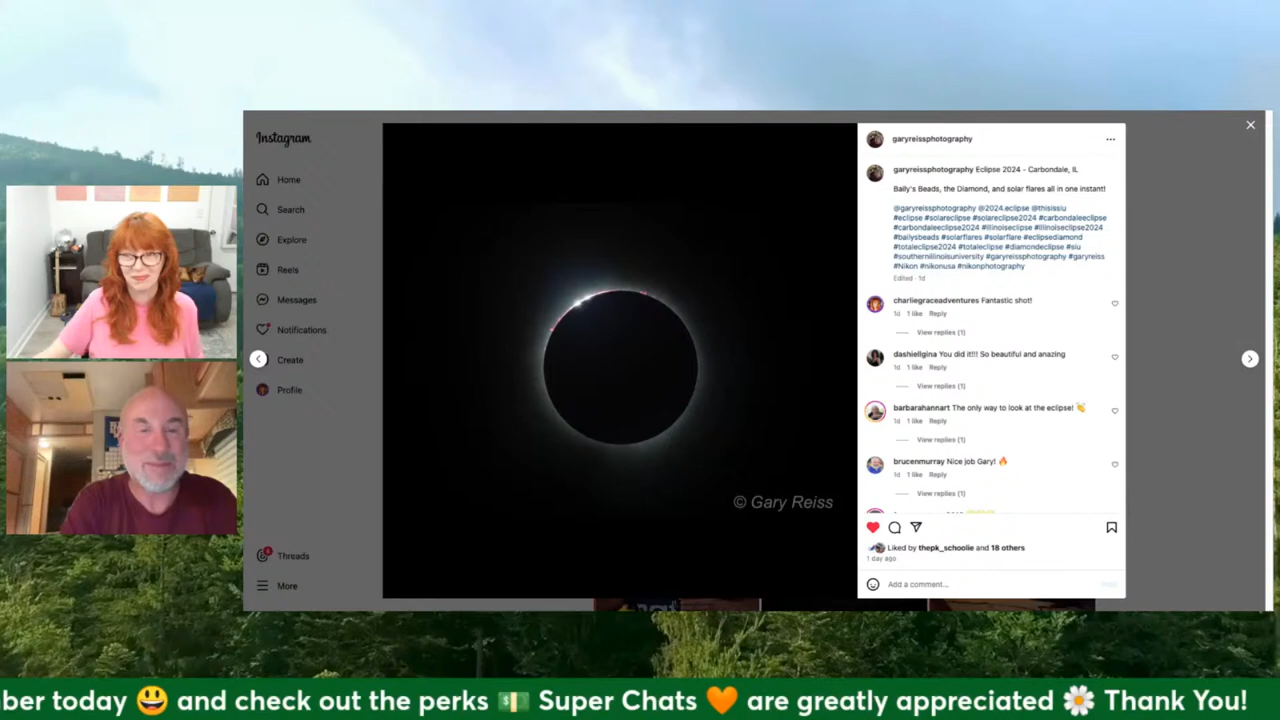 Instagram
Home
Search
Explore
Reels
Messages
Notifications
Create
Profile
Threads
More
© Gary Reiss
garyreissphotography
garyreissphotography Eclipse 2024 - Carbondale, IL
Baily's Beads, the Diamond, and solar flares all in one instant!
@garyreissphotography @2024.eclipse @thisissiu
#eclipse #solareclipse #solareclipse2024 #carbondaleeclipse
#carbondaleeclipse2024 #illinoiseclipse #illinoiseclipse2024
#bailysbeads #solarflares #solarflare #eclipsediamond
#totaleclipse2024 #totaleclipse #diamondeclipse #siu
#southernillinoisuniversity #garyreissphotography #garyreiss
#Nikon #nikonusa #nikonphotography
Edited · 1d
charliegraceadventures Fantastic shot!
1d 1 like Reply
View replies (1)
dashiellgina You did it!!! So beautiful and anazing
1d 1 like Reply
View replies (1)
barbarahannart The only way to look at the eclipse! 👏
1d 1 like Reply
View replies (1)
brucenmurray Nice job Gary! 🔥
1d 1 like Reply
View replies (1)
Liked by thepk_schoolie and 18 others
1 day ago
Add a comment...
ber today 😃 and check out the perks 💵 Super Chats 🧡 are greatly appreciated 🌼 Thank You!